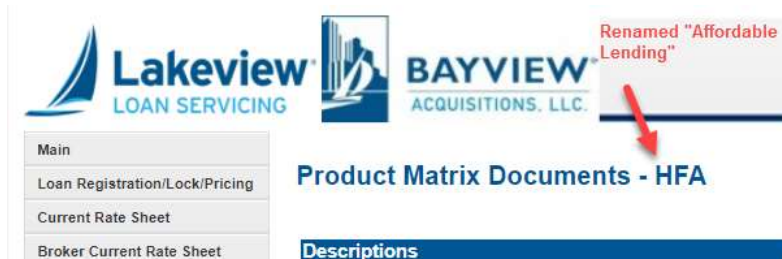 Lakeview
LOAN SERVICING
BAYVIEW
ACQUISITIONS, LLC.
Renamed "Affordable
Lending"
Main
Loan Registration/Lock/Pricing
Current Rate Sheet
Broker Current Rate Sheet
Product Matrix Documents - HFA
Descriptions